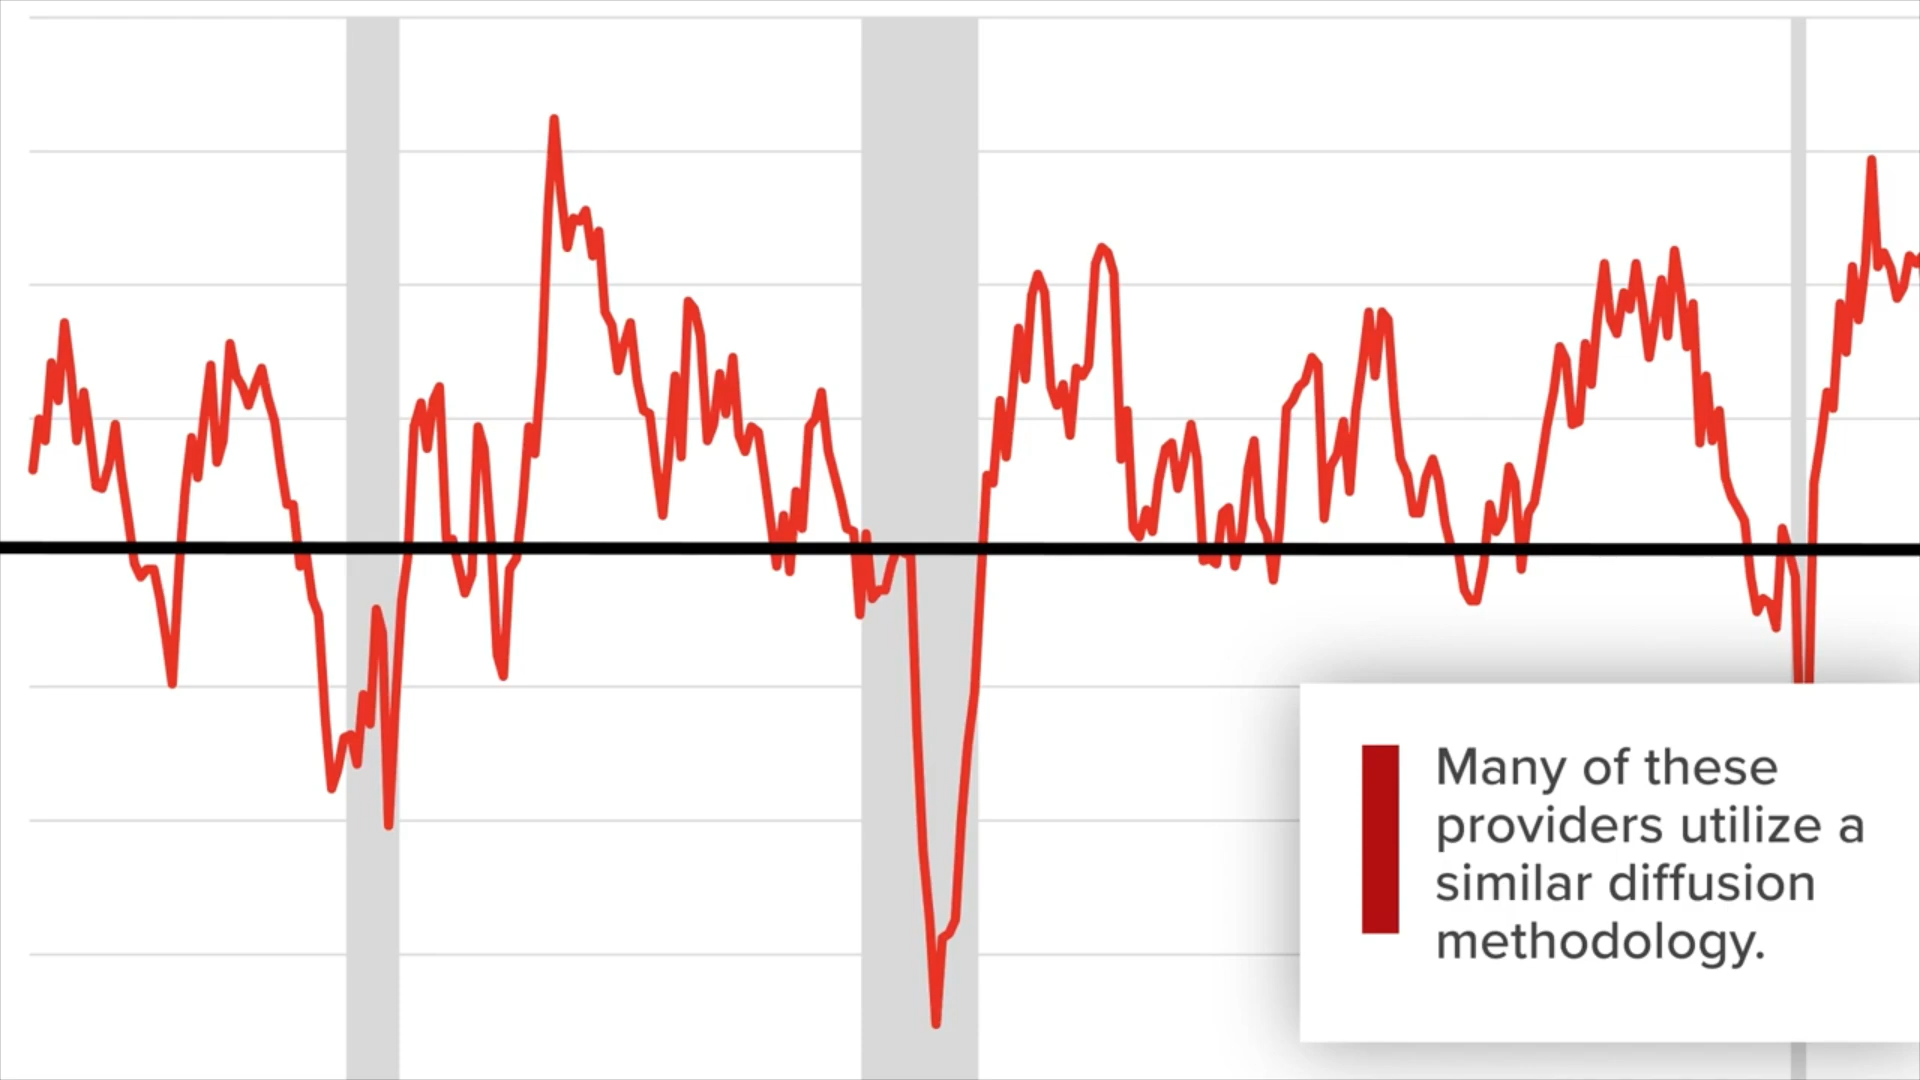 Many of these
providers utilize a
similar diffusion
methodology.